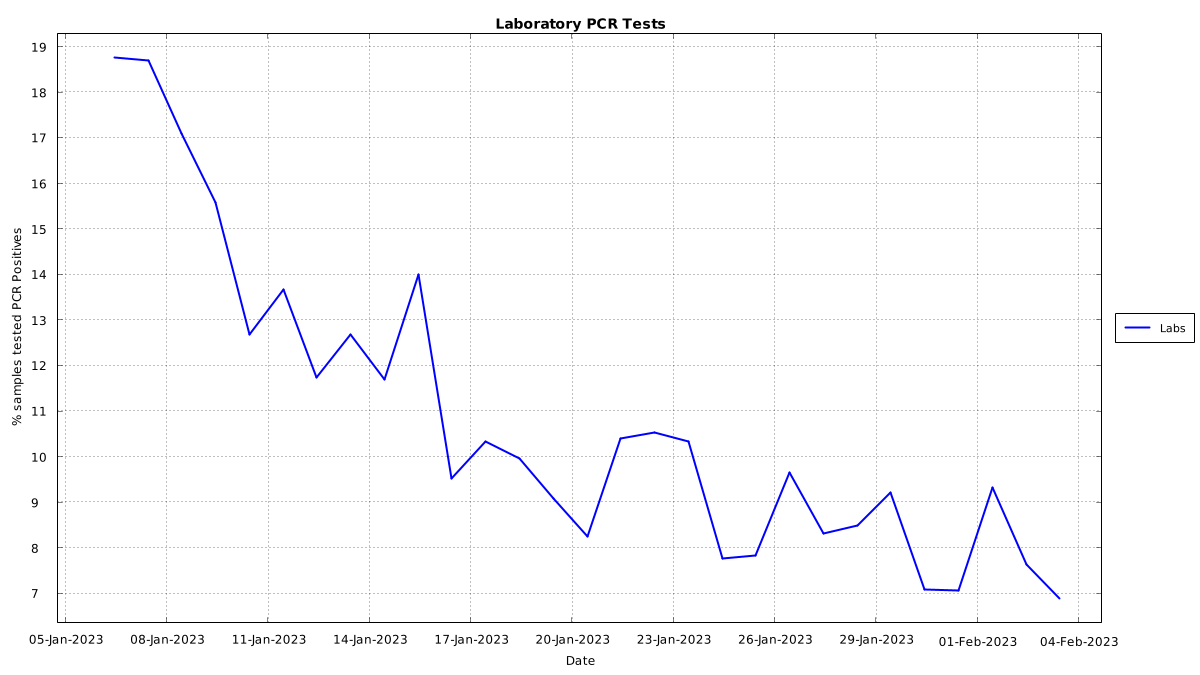 Laboratory PCR Tests
% samples tested PCR Positives
19
18
17
16
15
14
13
12
11
10
9
8
7
05-Jan-2023
08-Jan-2023
11-Jan-2023
14-Jan-2023
17-Jan-2023
20-Jan-2023
23-Jan-2023
26-Jan-2023
29-Jan-2023
01-Feb-2023
04-Feb-2023
Date
Labs